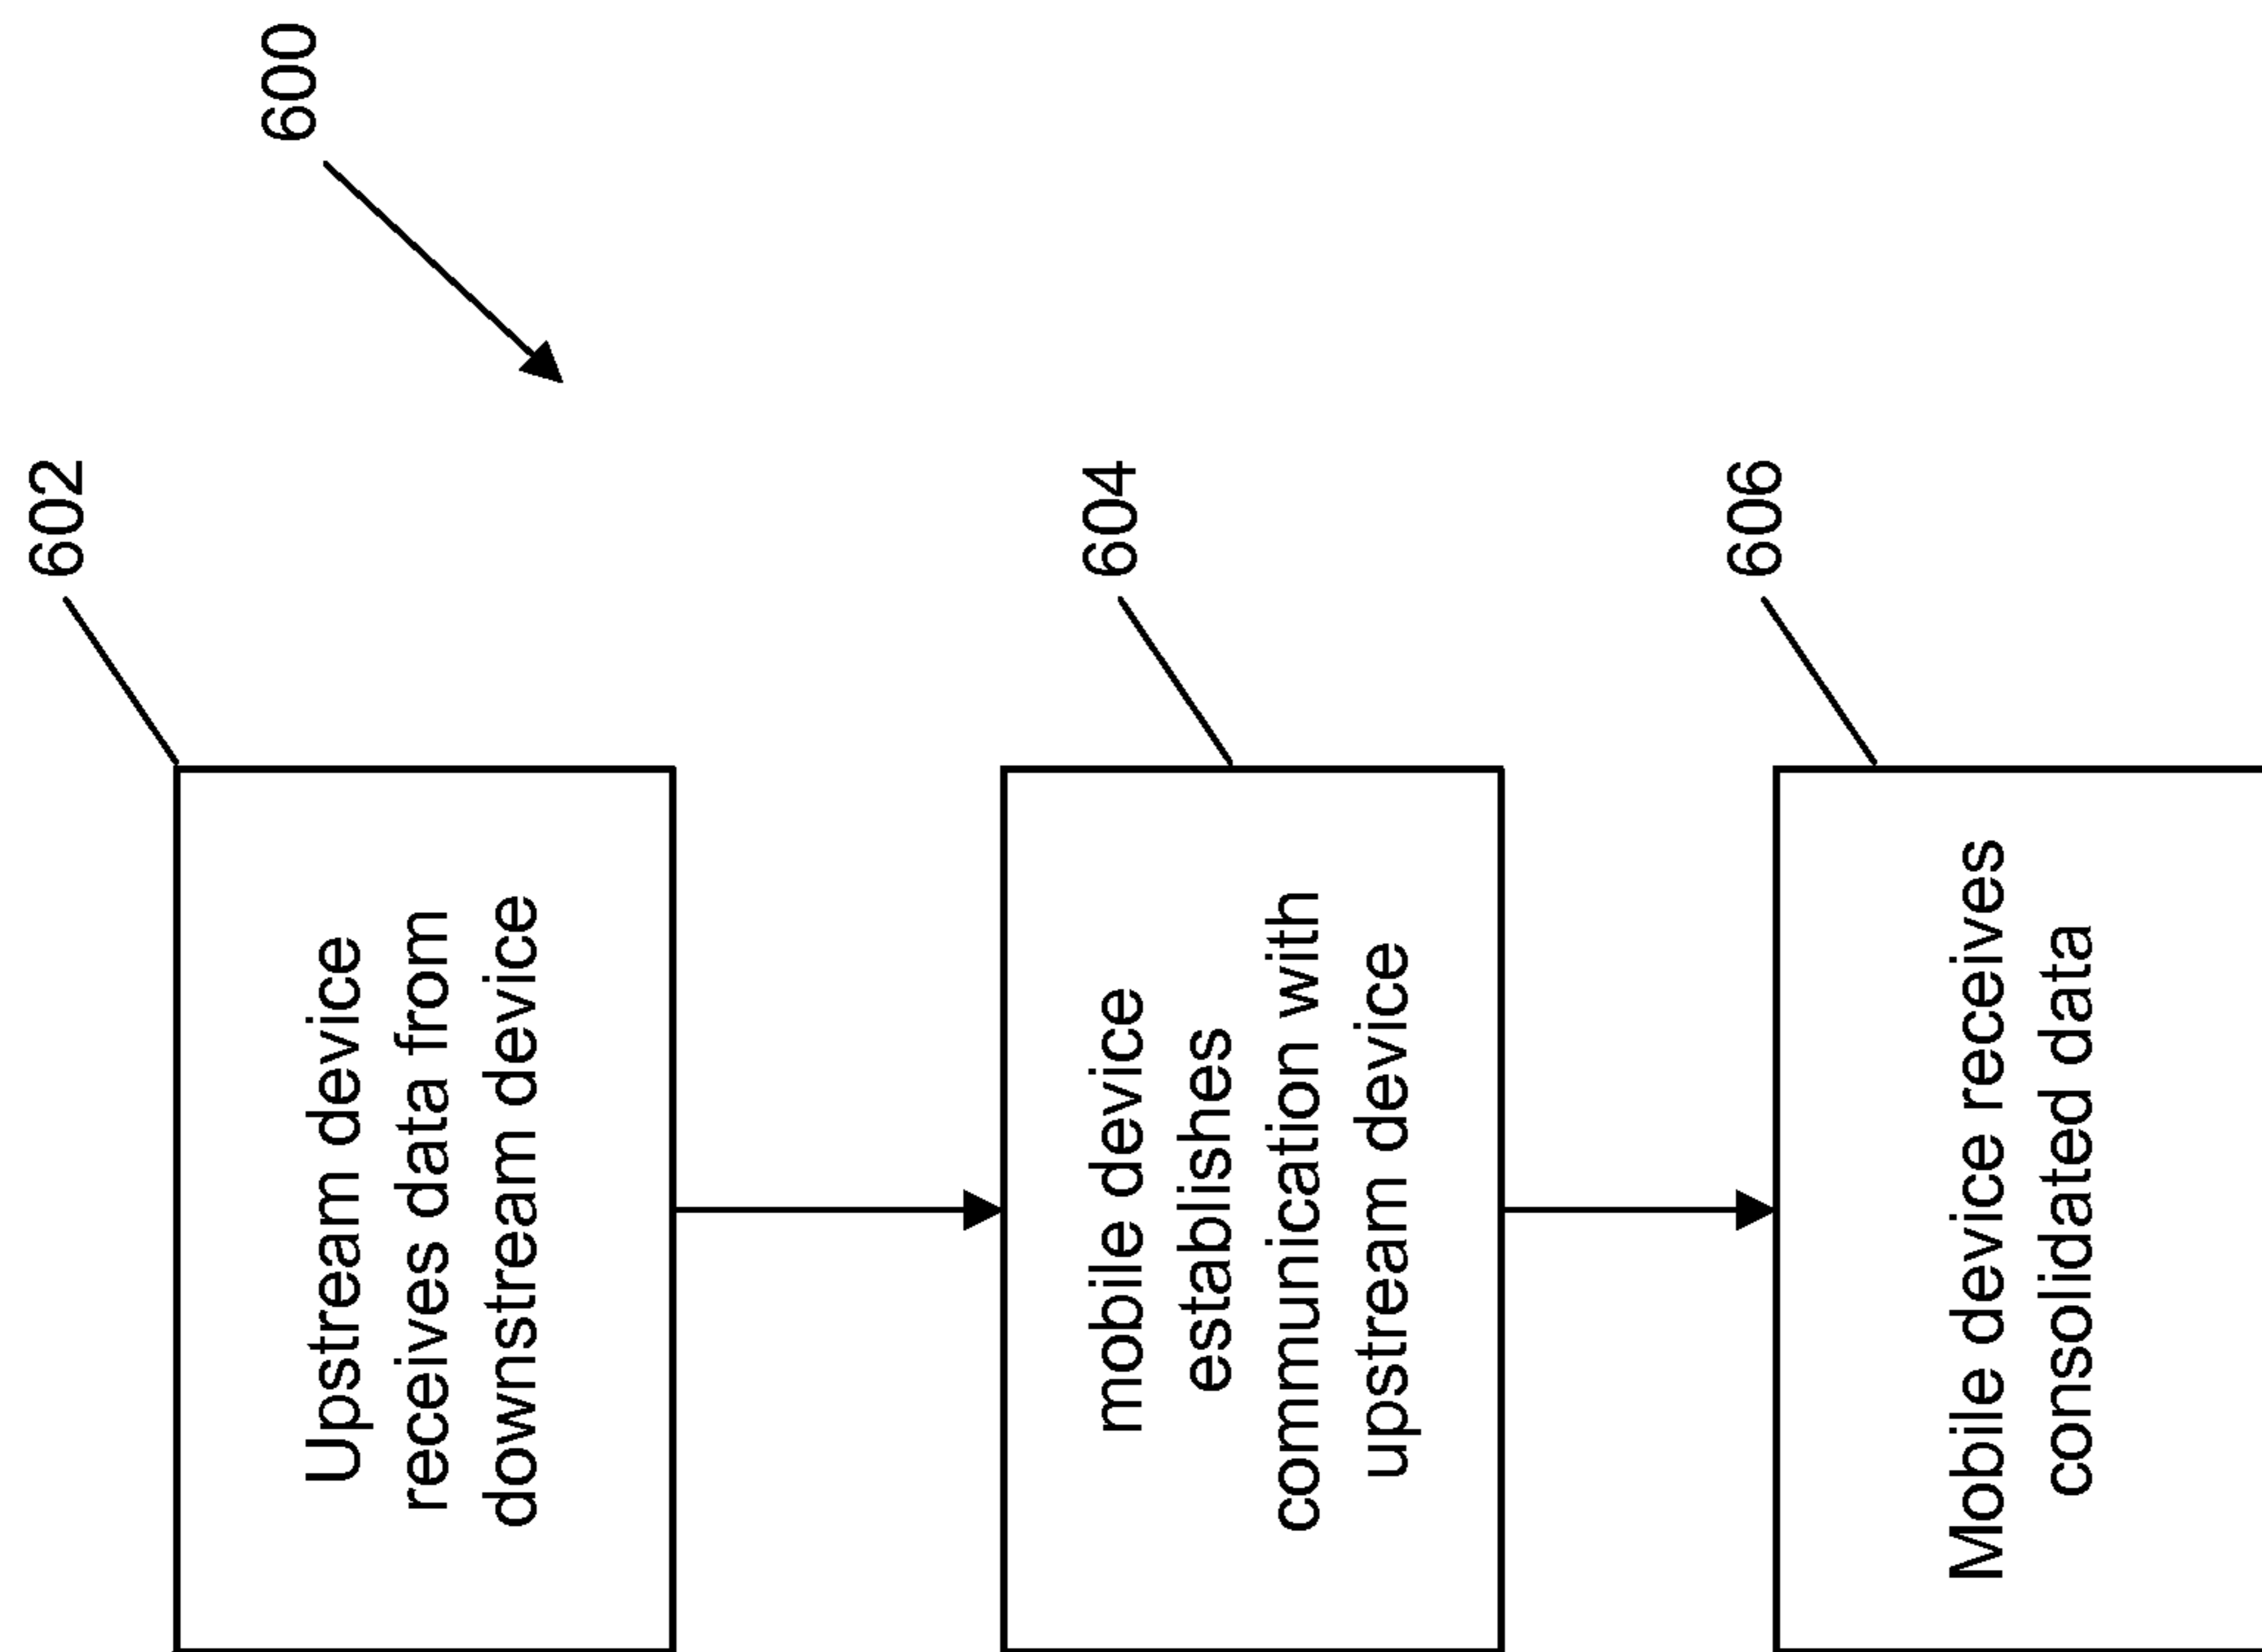 600
602
Upstream device
receives data from
downstream device
604
mobile device
establishes
communication with
upstream device
606
Mobile device receives
consolidated data